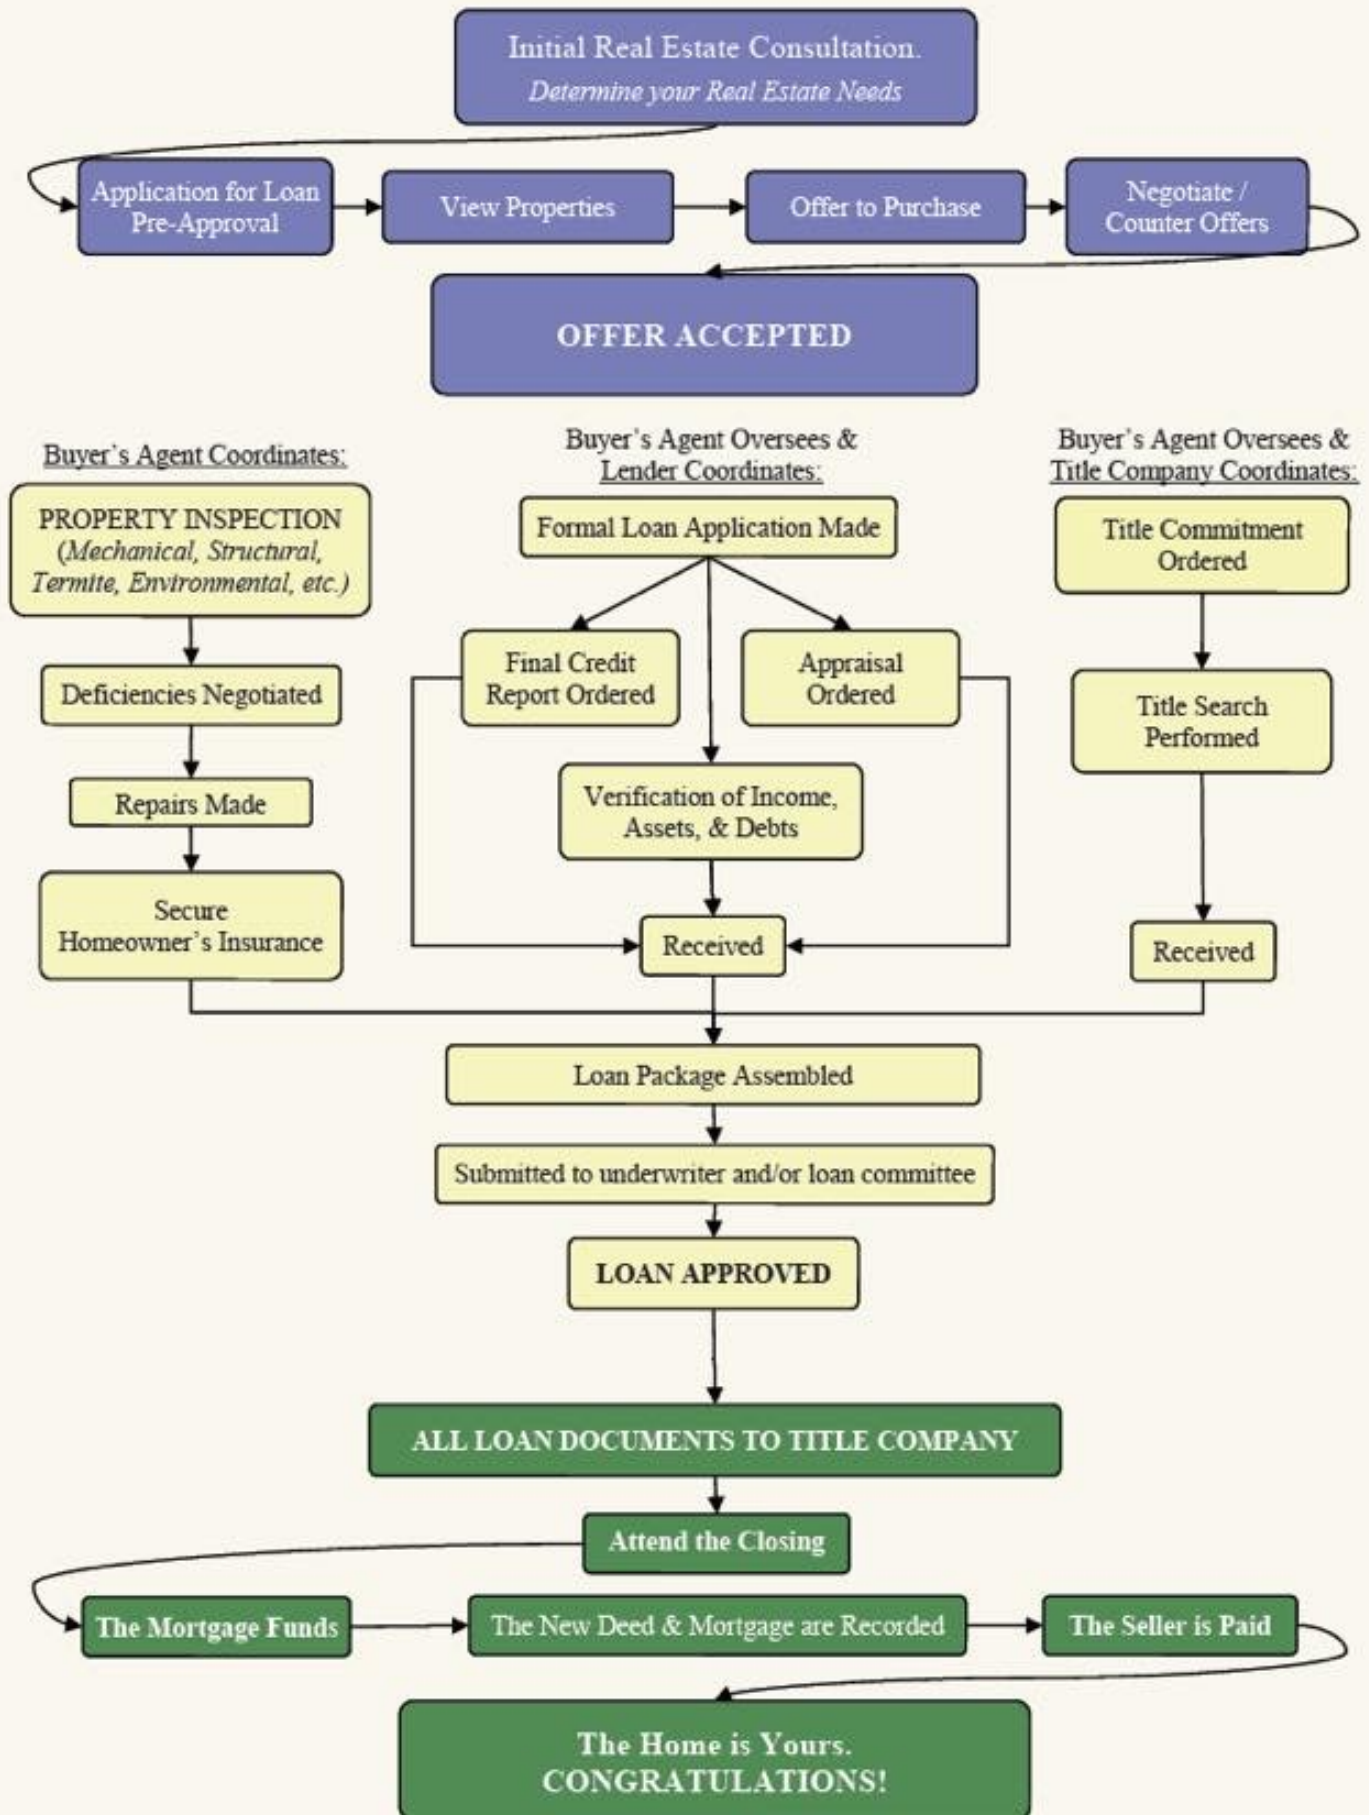 Initial Real Estate Consultation.
Determine your Real Estate Needs
Application for Loan
Pre-Approval
View Properties
Offer to Purchase
Negotiate /
Counter Offers
OFFER ACCEPTED
Buyer's Agent Coordinates:
PROPERTY INSPECTION
(Mechanical, Structural,
Termite, Environmental, etc.)
Deficiencies Negotiated
Repairs Made
Secure
Homeowner's Insurance
Buyer's Agent Oversees &
Lender Coordinates:
Formal Loan Application Made
Final Credit
Report Ordered
Appraisal
Ordered
Verification of Income,
Assets, & Debts
Received
Buyer's Agent Oversees &
Title Company Coordinates:
Title Commitment
Ordered
Title Search
Performed
Received
Loan Package Assembled
Submitted to underwriter and/or loan committee
LOAN APPROVED
ALL LOAN DOCUMENTS TO TITLE COMPANY
Attend the Closing
The Mortgage Funds
The New Deed & Mortgage are Recorded
The Seller is Paid
The Home is Yours.
CONGRATULATIONS!